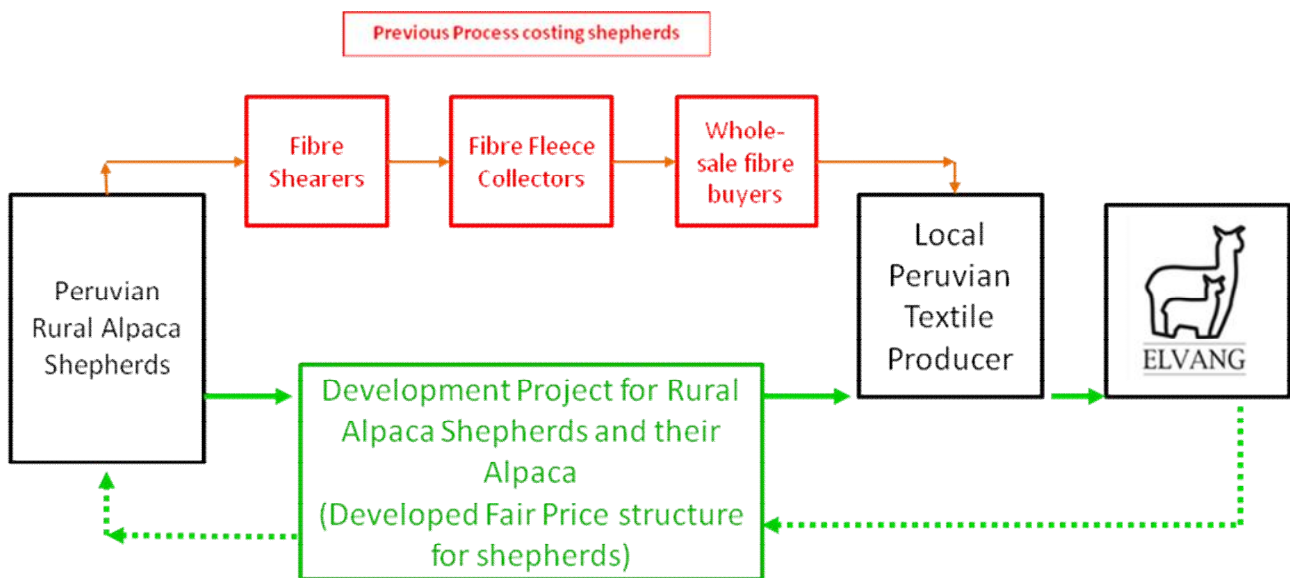 Previous Process costing shepherds
Fibre
Shearers
Fibre Fleece
Collectors
Whole-
sale fibre
buyers
Peruvian
Rural Alpaca
Shepherds
Local
Peruvian
Textile
Producer
ELVANG
Development Project for Rural
Alpaca Shepherds and their
Alpaca
(Developed Fair Price structure
for shepherds)